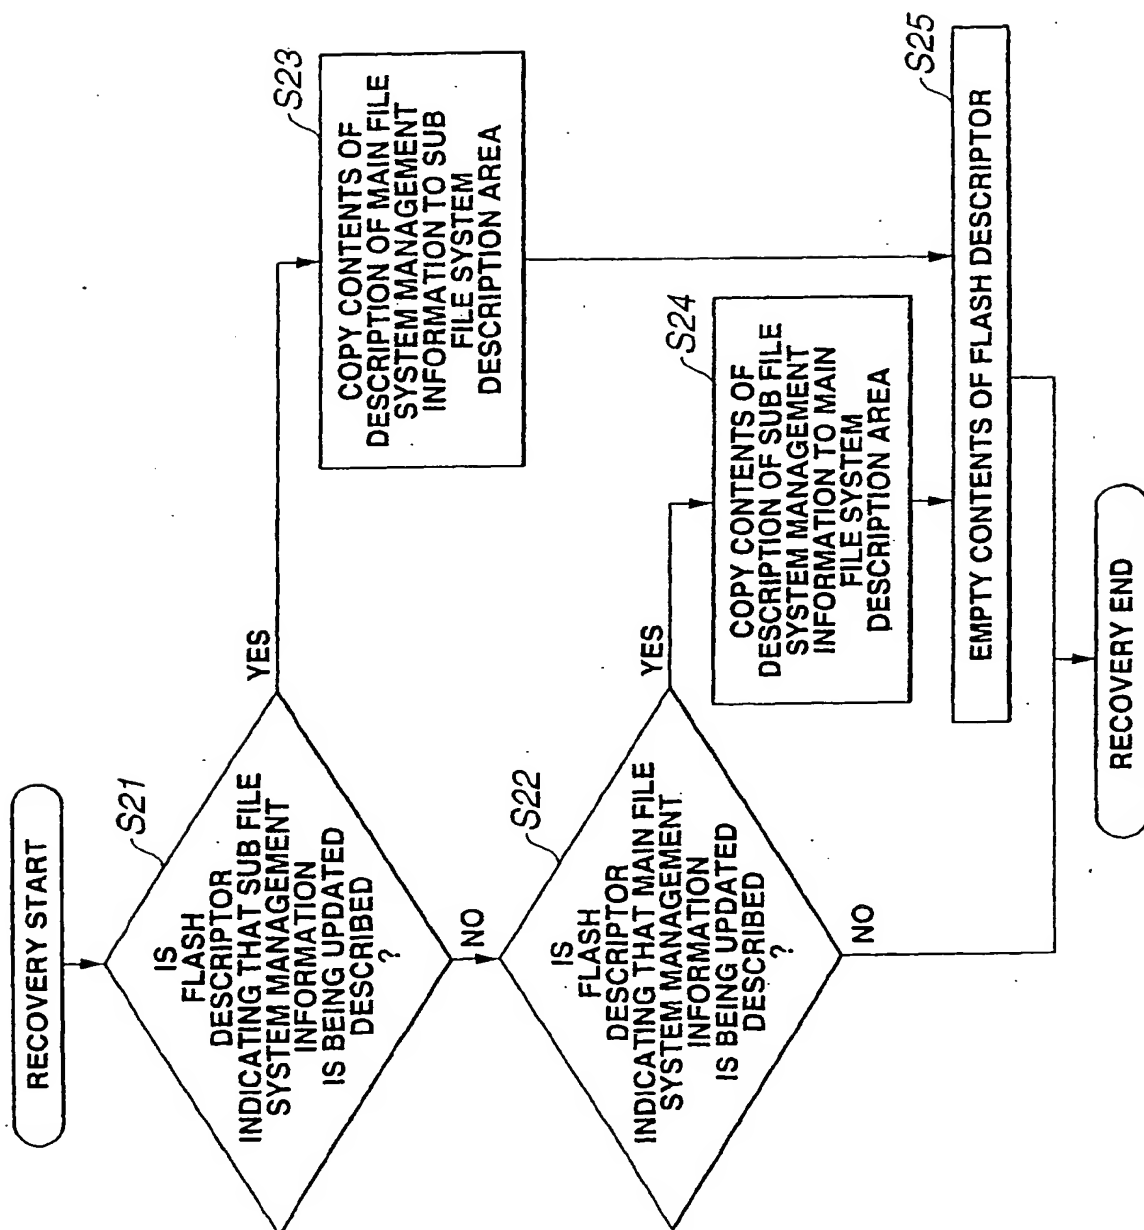 RECOVERY START
S21
IS
FLASH
DESCRIPTOR
INDICATING THAT SUB FILE
SYSTEM MANAGEMENT
INFORMATION
IS BEING UPDATED
DESCRIBED
?
YES
NO
S23
COPY CONTENTS OF
DESCRIPTION OF MAIN FILE
SYSTEM MANAGEMENT
INFORMATION TO SUB
FILE SYSTEM
DESCRIPTION AREA
S22
IS
FLASH
DESCRIPTOR
INDICATING THAT MAIN FILE
SYSTEM MANAGEMENT
INFORMATION
IS BEING UPDATED
DESCRIBED
?
YES
NO
S24
COPY CONTENTS OF
DESCRIPTION OF SUB FILE
SYSTEM MANAGEMENT
INFORMATION TO MAIN
FILE SYSTEM
DESCRIPTION AREA
S25
EMPTY CONTENTS OF FLASH DESCRIPTOR
RECOVERY END